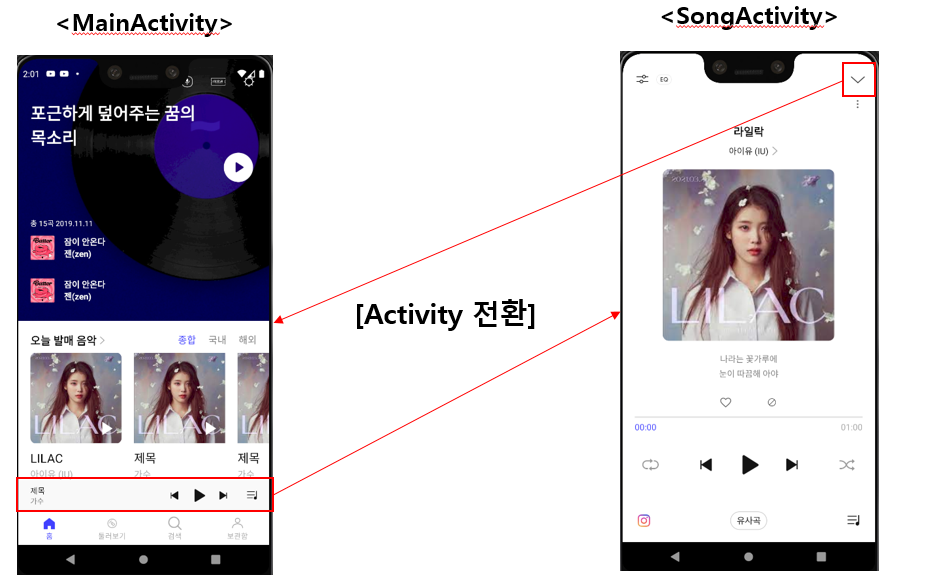 <MainActivity>
<SongActivity>
2:01
포근하게 덮어주는 꿈의
목소리
총 15곡 2019.11.11
잠이 안온다
젠(zen)
잠이 안온다
젠(zen)
오늘 발매 음악
종합 국내 해외
LILAC LILAC
LILAC 제목 제목
아이유 (IU) 가수 가수
제목
가수
홈 둘러보기 검색 보관함
[Activity 전환]
EQ
라일락
아이유 (IU)
LILAC
나리는 꽃가루에
눈이 따끔해 아야
00:00 01:00
유사곡